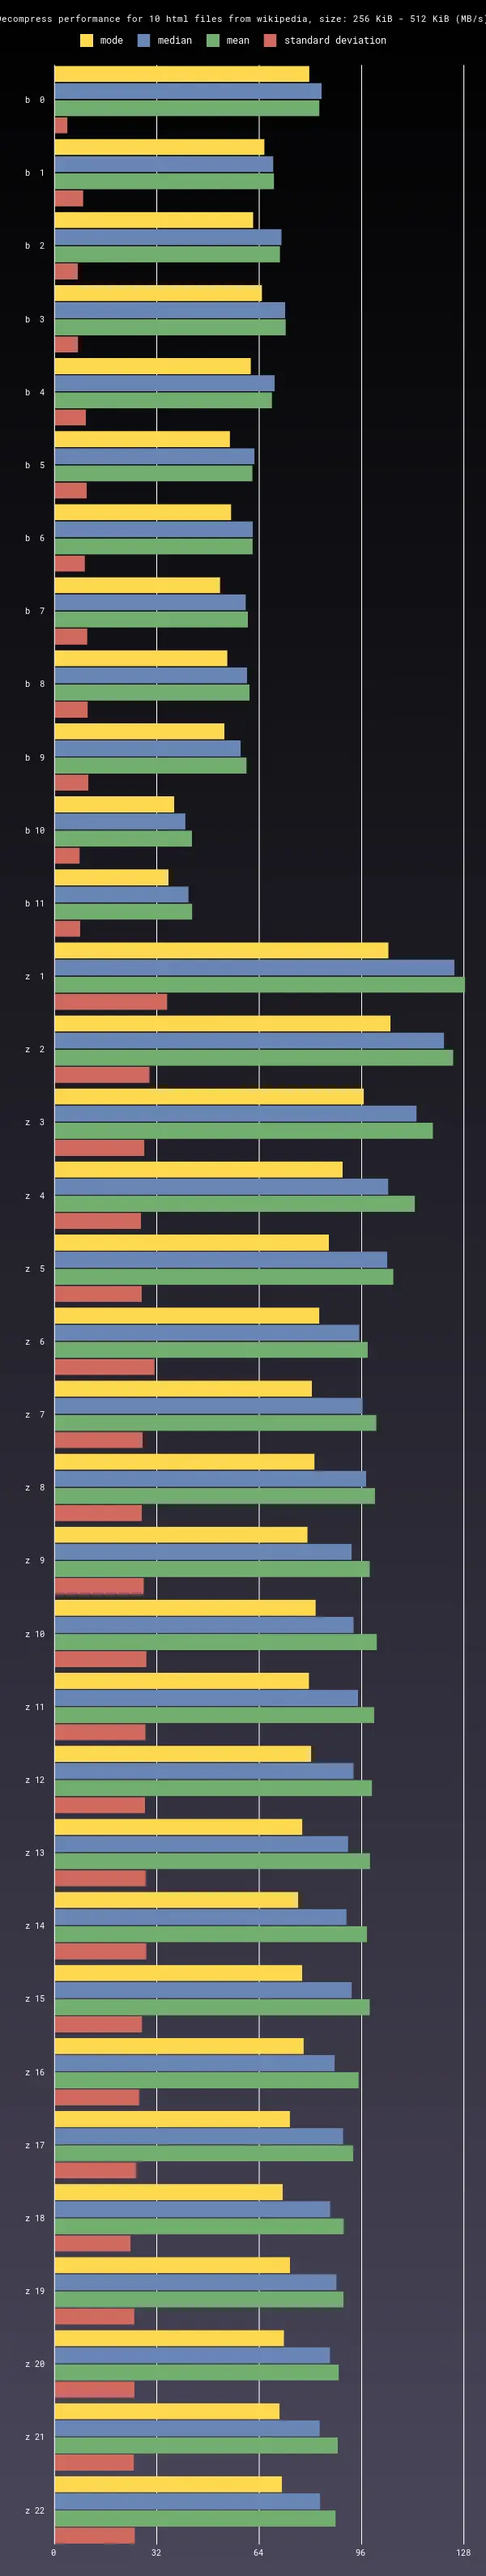 ecompress performance for 10 html files from wikipedia, size: 256 KiB - 512 KiB (MB/s
mode median mean standard deviation
b 0
b 1
b 2
b 3
b 4
b 5
b 6
b 7
b 8
b 9
b 10
b 11
z 1
z 2
z 3
z 4
z 5
z 6
z 7
z 8
z 9
z 10
z 11
z 12
z 13
z 14
z 15
z 16
z 17
z 18
z 19
z 20
z 21
z 22
0 32 64 96 128